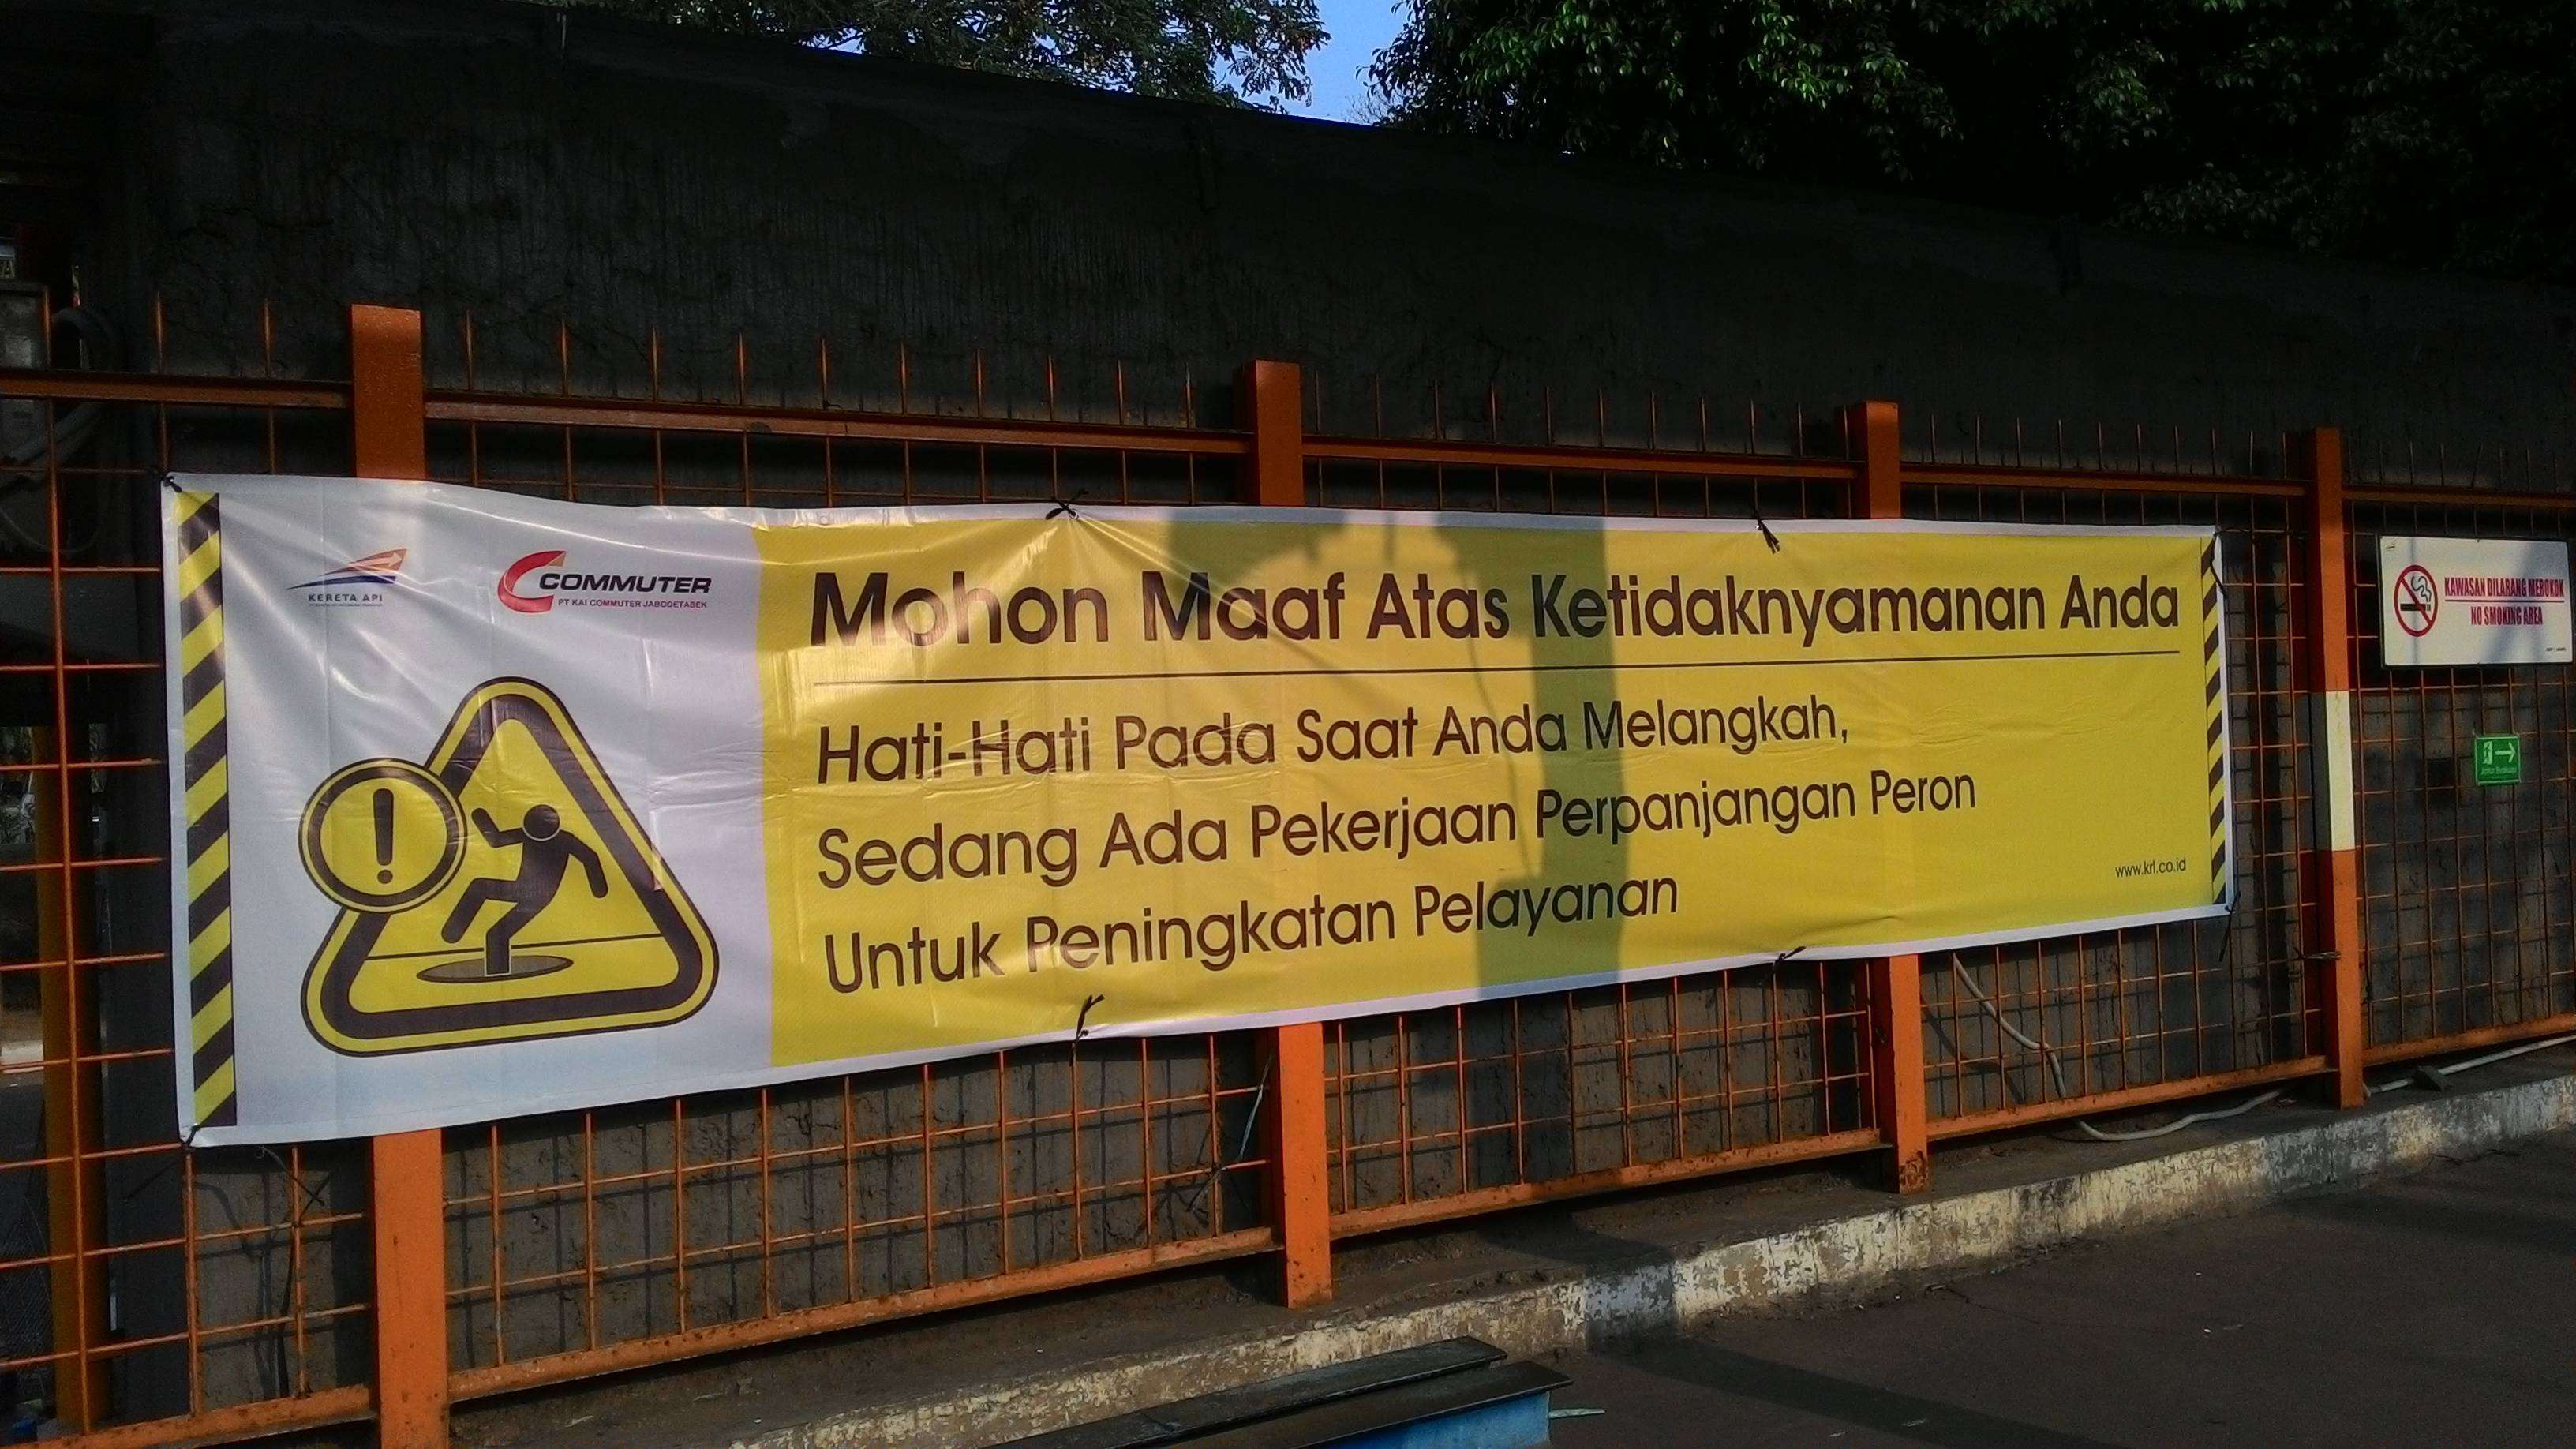 KERETA API
COMMUTER
PT KAI COMMUTER JABODETABEK
Mohon Maaf Atas Ketidaknyamanan Anda
Hati-Hati Pada Saat Anda Melangkah,
Sedang Ada Pekerjaan Perpanjangan Peron
Untuk Peningkatan Pelayanan
www.krl.co.id
KAWASAN DILARANG MEROKOK
NO SMOKING AREA